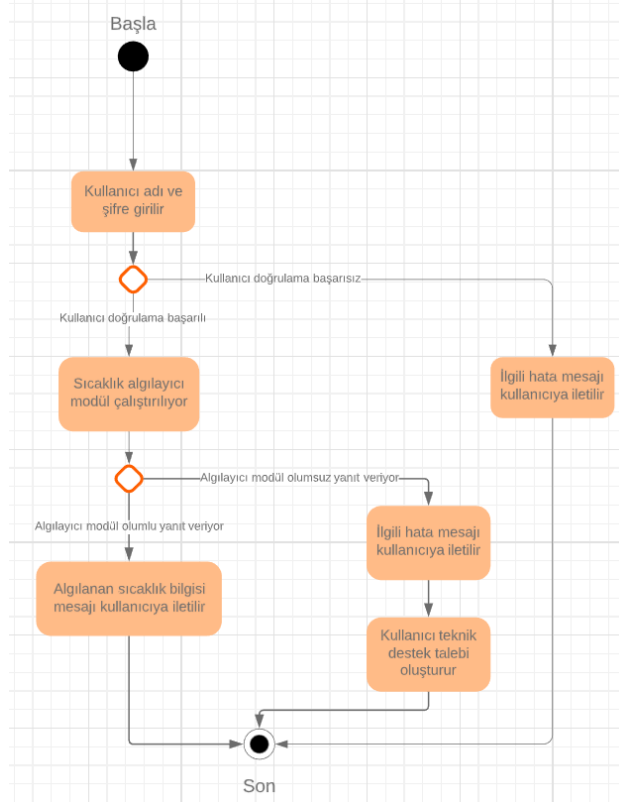 Başla
Kullanıcı adı ve
şifre girilir
Kullanıcı doğrulama başarısız
Kullanıcı doğrulama başarılı
Sıcaklık algılayıcı
modül çalıştırılıyor
İlgili hata mesajı
kullanıcıya iletilir
Algılayıcı modül olumsuz yanıt veriyor
Algılayıcı modül olumlu yanıt veriyor
İlgili hata mesajı
kullanıcıya iletilir
Algılanan sıcaklık bilgisi
mesajı kullanıcıya iletilir
Kullanıcı teknik
destek talebi
oluşturur
Son